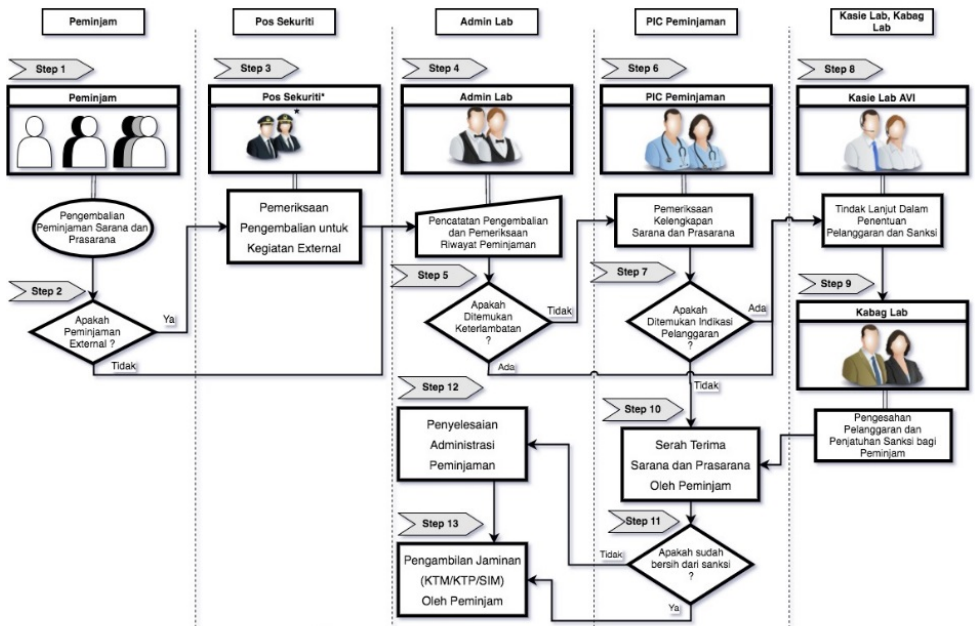 Peminjam
Pos Sekuriti
Admin Lab
PIC Peminjaman
Kasie Lab, Kabag
Lab
Step 1
Peminjam
Pengembalian
Peminjaman Sarana dan
Prasarana
Step 2
Apakah
Peminjaman
External ?
Ya
Tidak
Step 3
Pos Sekuriti*
*
Pemeriksaan
Pengembalian untuk
Kegiatan External
Step 4
Admin Lab
Pencatatan Pengembalian
dan Pemeriksaan
Riwayat Peminjaman
Step 5
Apakah
Ditemukan
Keterlambatan
?
Tidak
Ada
Step 6
PIC Peminjaman
Pemeriksaan
Kelengkapan
Sarana dan Prasarana
Step 7
Apakah
Ditemukan Indikasi
Pelanggaran
?
Ada
Tidak
Step 8
Kasie Lab AVI
Tindak Lanjut Dalam
Penentuan
Pelanggaran dan Sanksi
Step 9
Kabag Lab
Pengesahan
Pelanggaran dan
Penjatuhan Sanksi bagi
Peminjam
Step 10
Serah Terima
Sarana dan Prasarana
Oleh Peminjam
Step 11
Apakah sudah
bersih dari sanksi
?
Tidak
Ya
Step 12
Penyelesaian
Administrasi
Peminjaman
Step 13
Pengambilan Jaminan
(KTM/KTP/SIM)
Oleh Peminjam